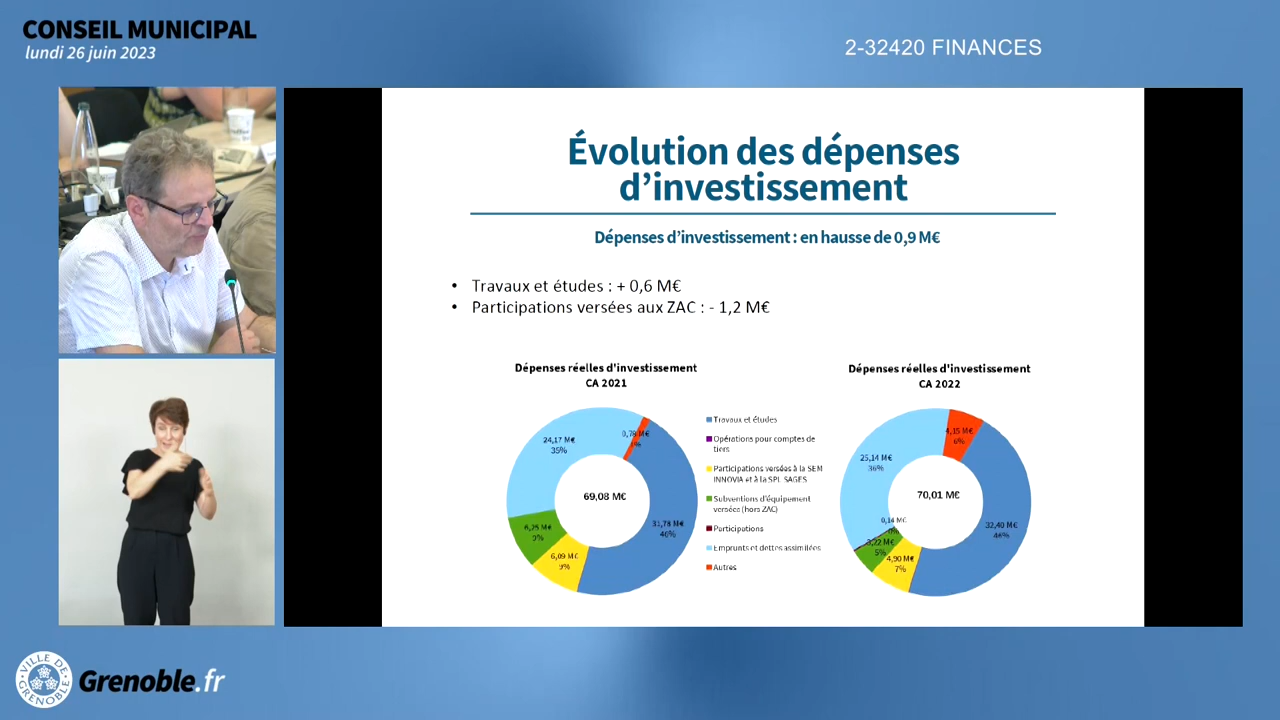 CONSEIL MUNICIPAL
lundi 26 juin 2023
2-32420 FINANCES
Évolution des dépenses
d'investissement
Dépenses d'investissement : en hausse de 0,9 M€
• Travaux et études : + 0,6 M€
• Participations versées aux ZAC : - 1,2 M€
Dépenses réelles d'investissement
CA 2021
24,17 M€
35%
0,78 M€
1%
6,25 M€
9%
6,09 M€
9%
31,78 M€
46%
69,08 M€
Travaux et études
Opérations pour comptes de
tiers
Participations versées à la SEM
INNOVIA et à la SPL SAGES
Subventions d'équipement
versées (hors ZAC)
Participations
Emprunts et dettes assimilées
Autres
Dépenses réelles d'investissement
CA 2022
4,15 M€
6%
25,14 M€
36%
70,01 M€
0,14 M€
0%
3,22 M€
5%
4,90 M€
7%
32,40 M€
46%
VILLE DE
GRENOBLE
Grenoble.fr